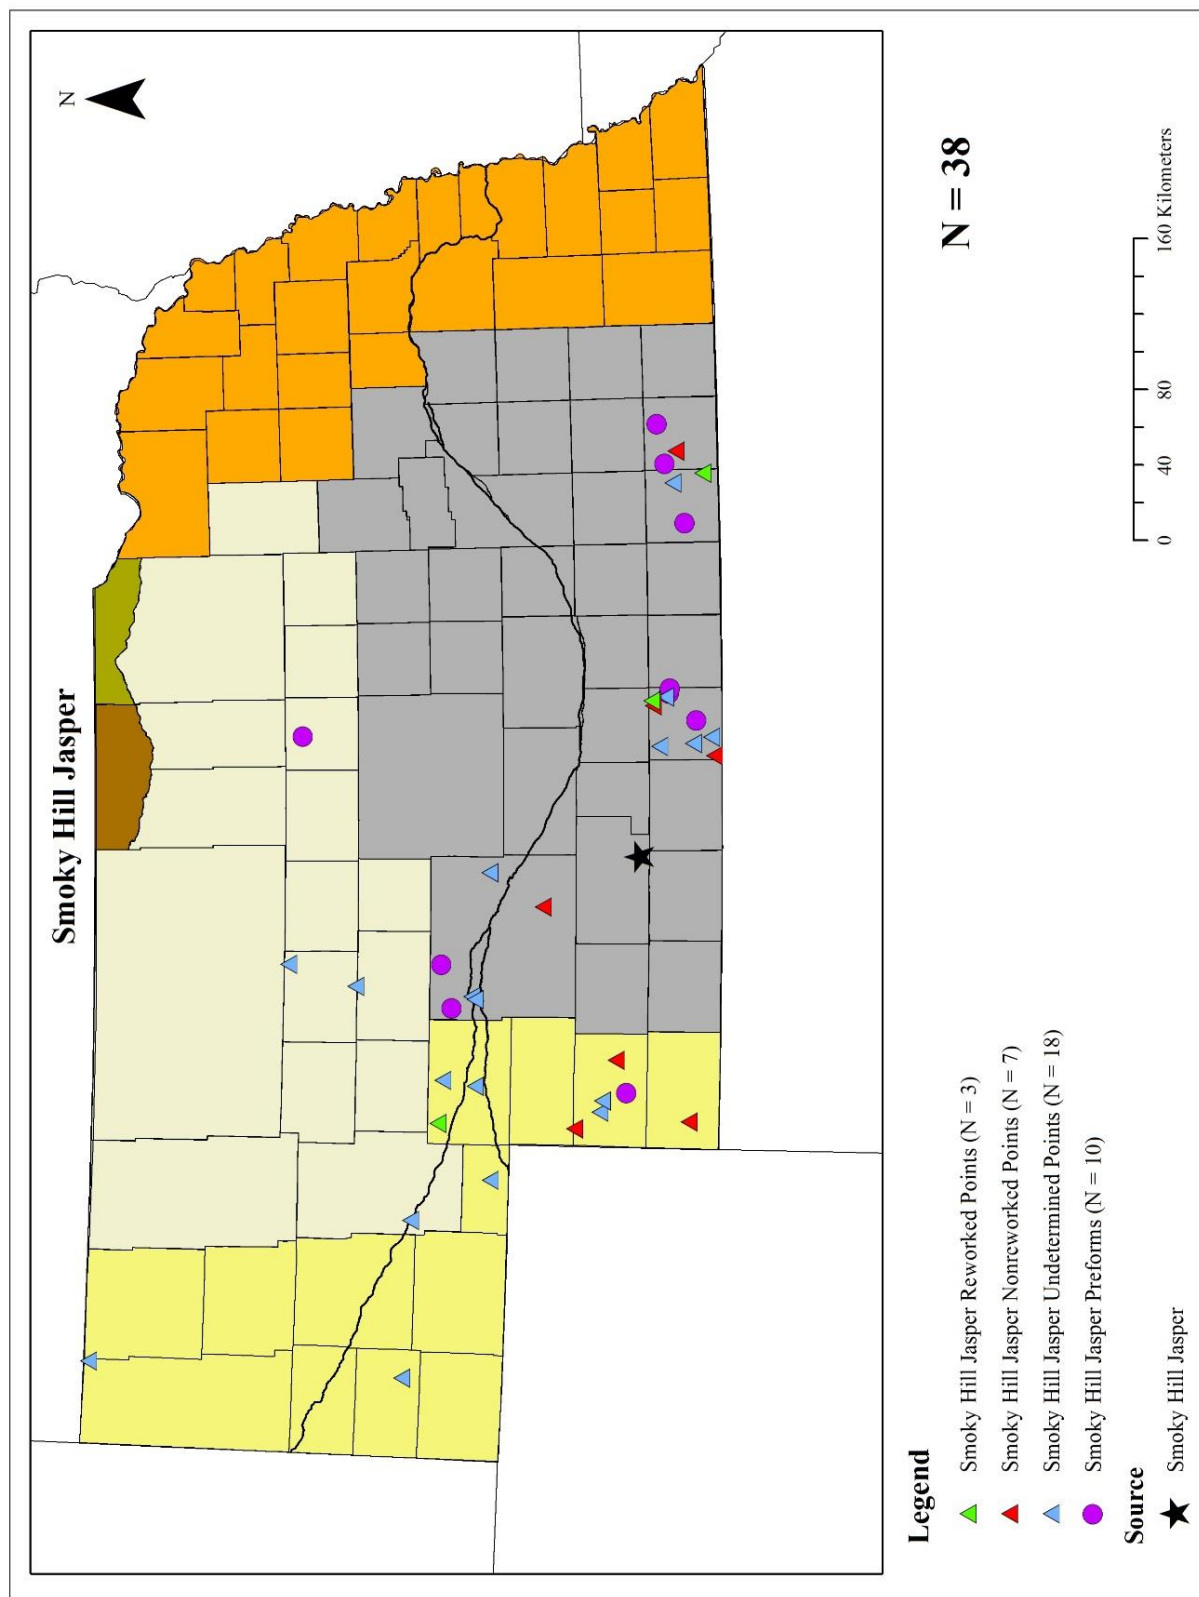 Smoky Hill Jasper
N
Legend
Smoky Hill Jasper Reworked Points (N = 3)
Smoky Hill Jasper Nonreworked Points (N = 7)
Smoky Hill Jasper Undetermined Points (N = 18)
Smoky Hill Jasper Preforms (N = 10)
Source
Smoky Hill Jasper
N = 38
0 40 80 160 Kilometers